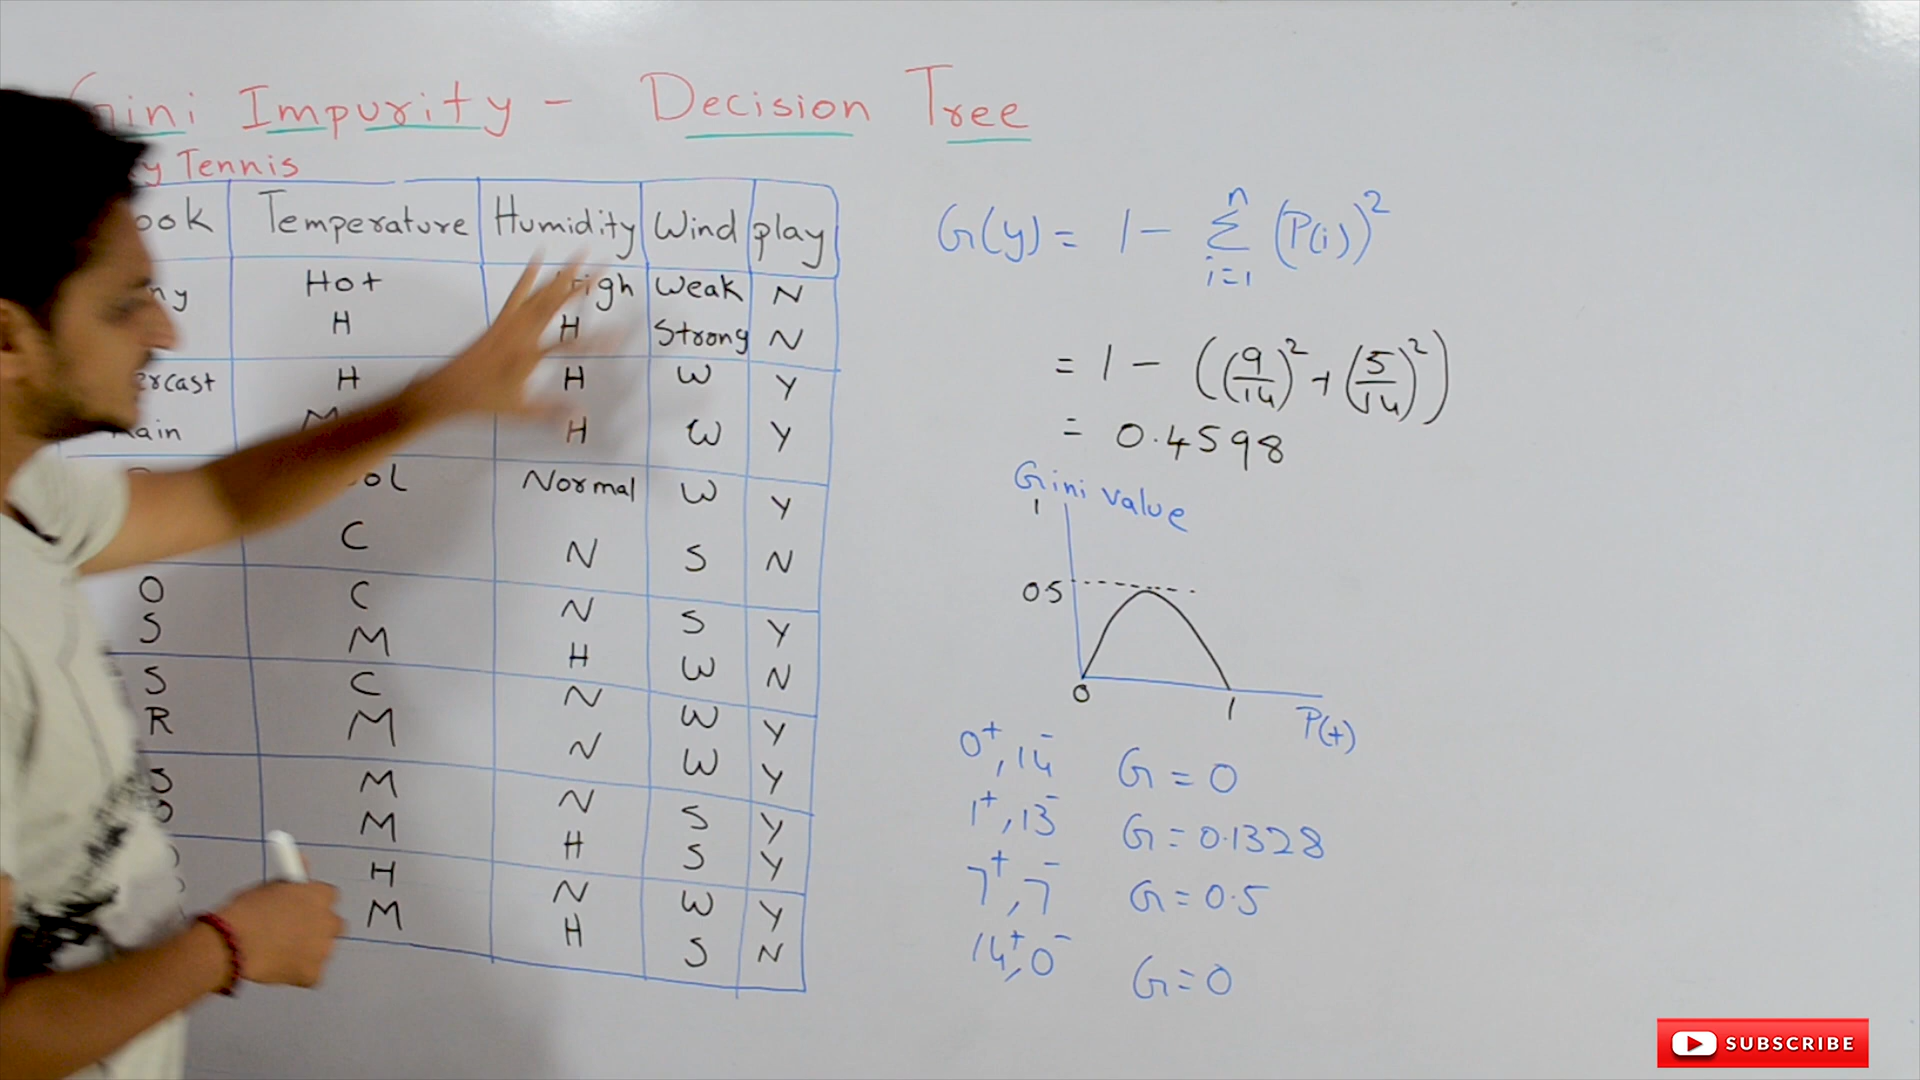 Gini Impurity - Decision Tree
Tennis
Temperature Humidity Wind play
Hot High Weak N
H H Strong N
H H W Y
H W Y
Normal W Y
C N S N
O C N S Y
S M H W N
S C N W Y
R M N W Y
S M N S Y
M H S Y
H N W Y
M H S N
G(y) = 1 - Σ (P(i))²
n
i=1
= 1 - ((9/14)² + (5/14)²)
= 0.4598
Gini value
1
0.5
0 1 P(+)
0⁺, 14⁻ G = 0
1⁺, 13⁻ G = 0.1328
7⁺, 7⁻ G = 0.5
14⁺, 0⁻ G = 0
SUBSCRIBE